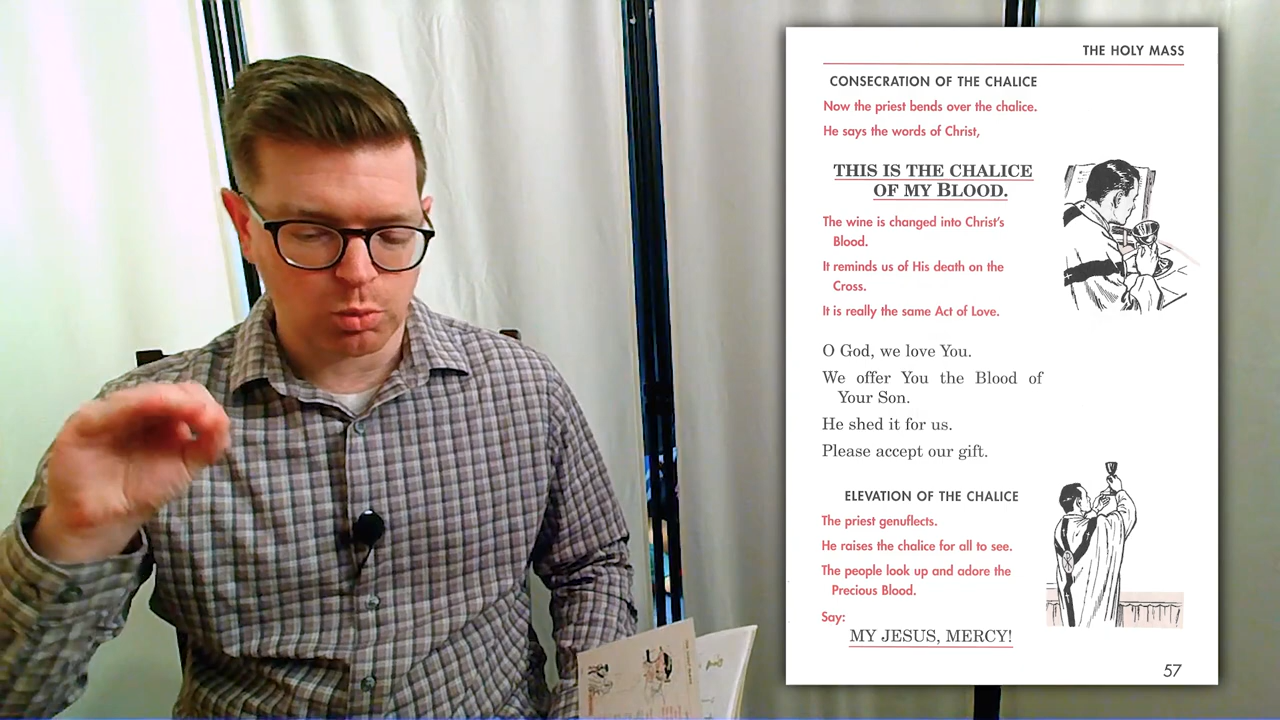 THE HOLY MASS
CONSECRATION OF THE CHALICE
Now the priest bends over the chalice.
He says the words of Christ,
THIS IS THE CHALICE
OF MY BLOOD.
The wine is changed into Christ's
Blood.
It reminds us of His death on the
Cross.
It is really the same Act of Love.
O God, we love You.
We offer You the Blood of
Your Son.
He shed it for us.
Please accept our gift.
ELEVATION OF THE CHALICE
The priest genuflects.
He raises the chalice for all to see.
The people look up and adore the
Precious Blood.
Say:
MY JESUS, MERCY!
57